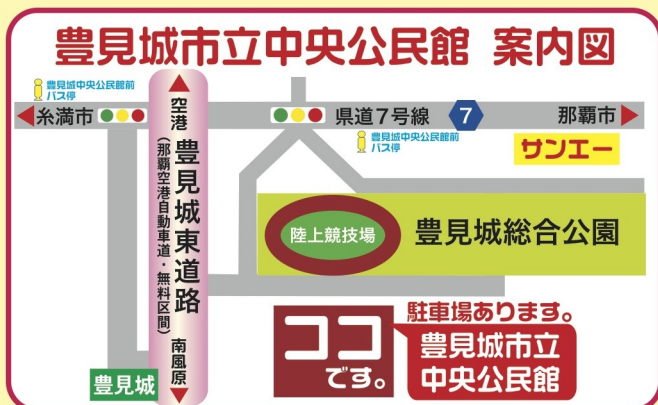 豊見城市立中央公民館 案内図
豊見城中央公民館前
バス停
糸満市
空港
県道7号線
7
那覇市
豊見城中央公民館前
バス停
サンエー
豊見城東道路
(那覇空港自動車道・無料区間)
陸上競技場
豊見城総合公園
南風原
豊見城
ココ
です。
駐車場あります。
豊見城市立
中央公民館